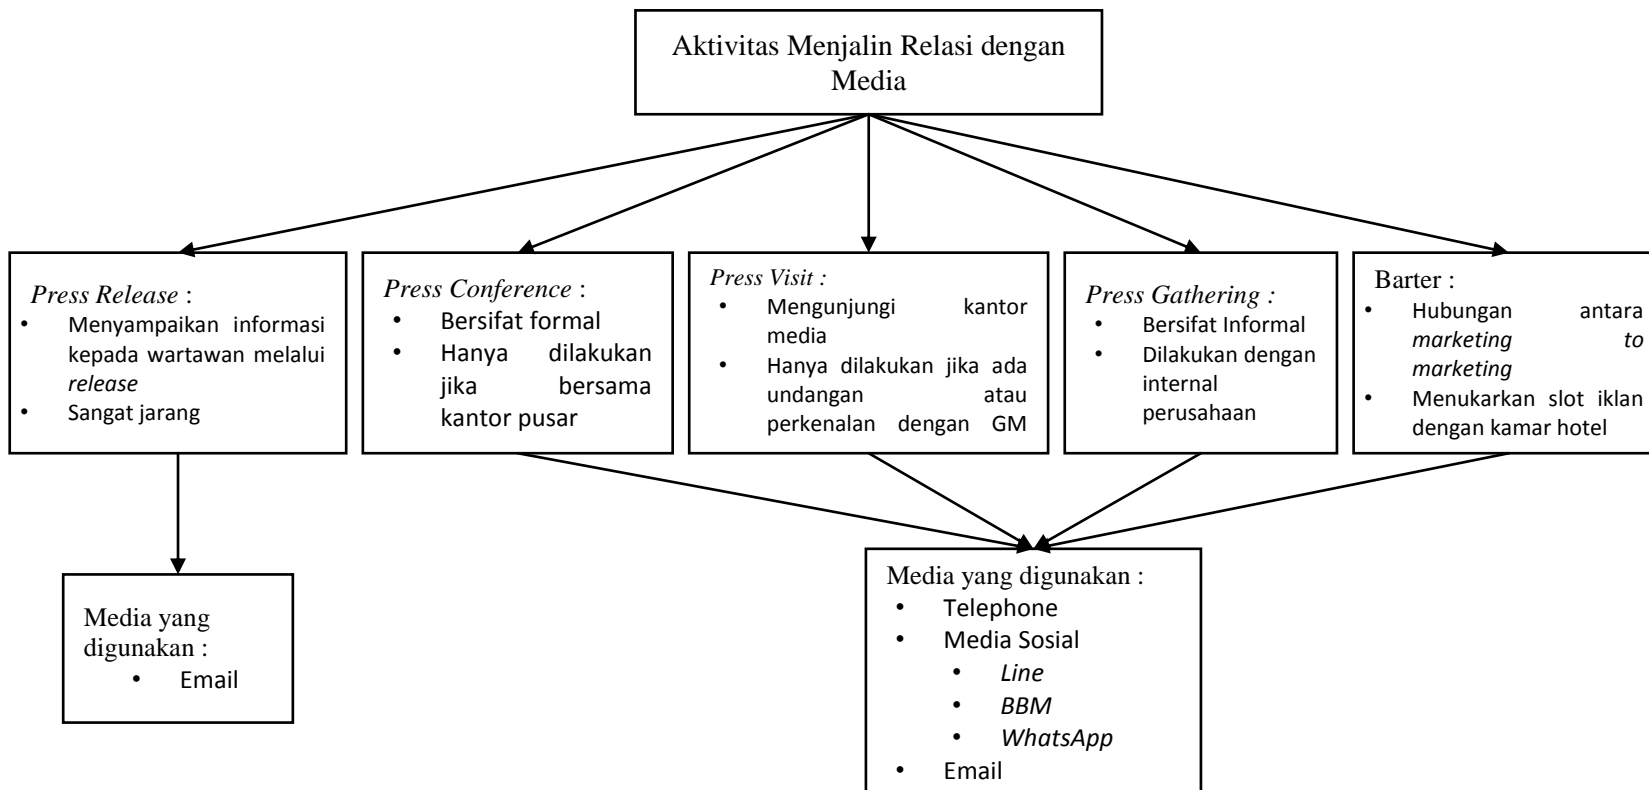 Aktivitas Menjalin Relasi dengan
Media
Press Release :
• Menyampaikan informasi
kepada wartawan melalui
release
• Sangat jarang
Press Conference :
• Bersifat formal
• Hanya dilakukan
jika bersama
kantor pusar
Press Visit :
• Mengunjungi kantor
media
• Hanya dilakukan jika ada
undangan atau
perkenalan dengan GM
Press Gathering :
• Bersifat Informal
• Dilakukan dengan
internal
perusahaan
Barter :
• Hubungan antara
marketing to
marketing
• Menukarkan slot iklan
dengan kamar hotel
Media yang
digunakan :
• Email
Media yang digunakan :
• Telephone
• Media Sosial
• Line
• BBM
• WhatsApp
• Email